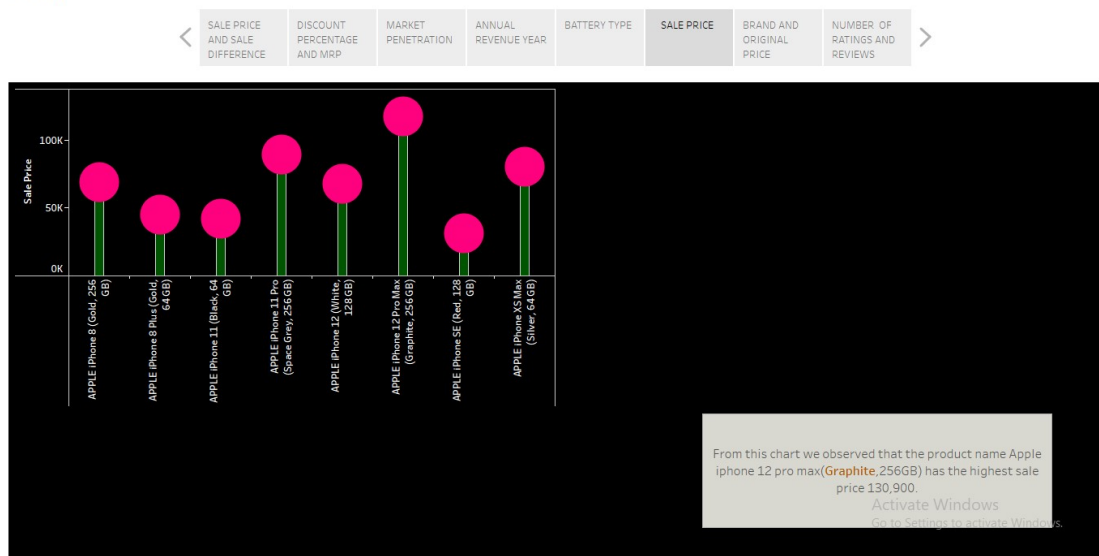 SALE PRICE
AND SALE
DIFFERENCE
DISCOUNT
PERCENTAGE
AND MRP
MARKET
PENETRATION
ANNUAL
REVENUE YEAR
BATTERY TYPE
SALE PRICE
BRAND AND
ORIGINAL
PRICE
NUMBER OF
RATINGS AND
REVIEWS
Sale Price
100K
50K
0K
APPLE iPhone 8 (Gold, 256
GB)
APPLE iPhone 8 Plus (Gold,
64 GB)
APPLE iPhone 11 (Black, 64
GB)
APPLE iPhone 11 Pro
(Space Grey, 256 GB)
APPLE iPhone 12 (White,
128 GB)
APPLE iPhone 12 Pro Max
(Graphite, 256 GB)
APPLE iPhone SE (Red, 128
GB)
APPLE iPhone XS Max
(Silver, 64 GB)
From this chart we observed that the product name Apple
iphone 12 pro max(Graphite,256GB) has the highest sale
price 130,900.
Activate Windows
Go to Settings to activate Windows.